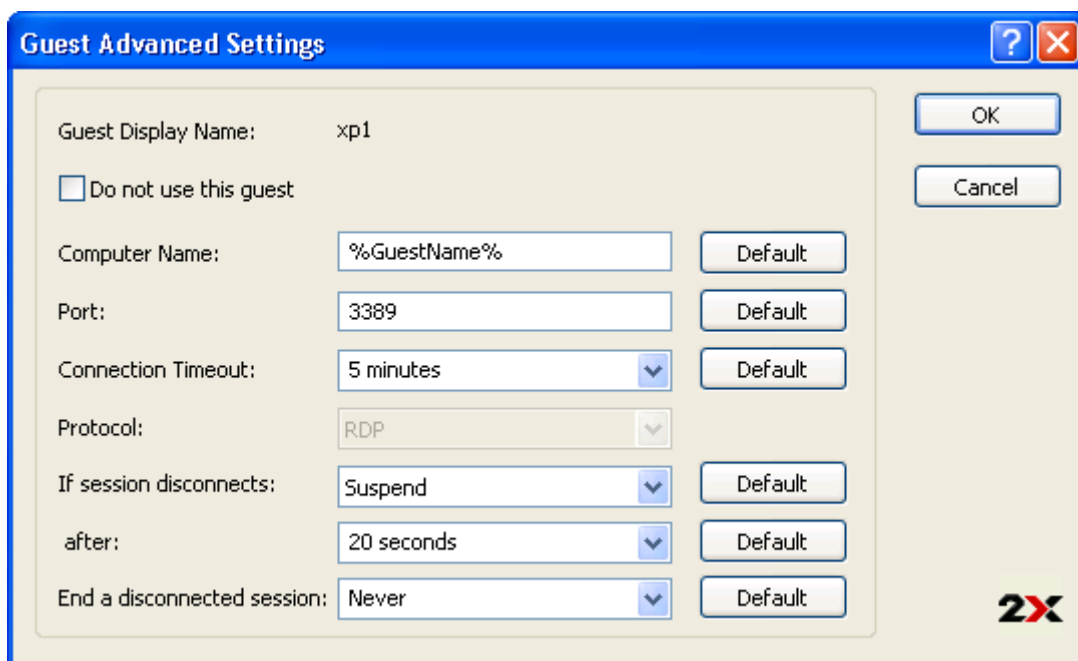 Guest Advanced Settings
?
OK
Guest Display Name: xp1
Cancel
Do not use this guest
Computer Name: %GuestName% Default
Port: 3389 Default
Connection Timeout: 5 minutes Default
Protocol: RDP
If session disconnects: Suspend Default
after: 20 seconds Default
End a disconnected session: Never Default
2X